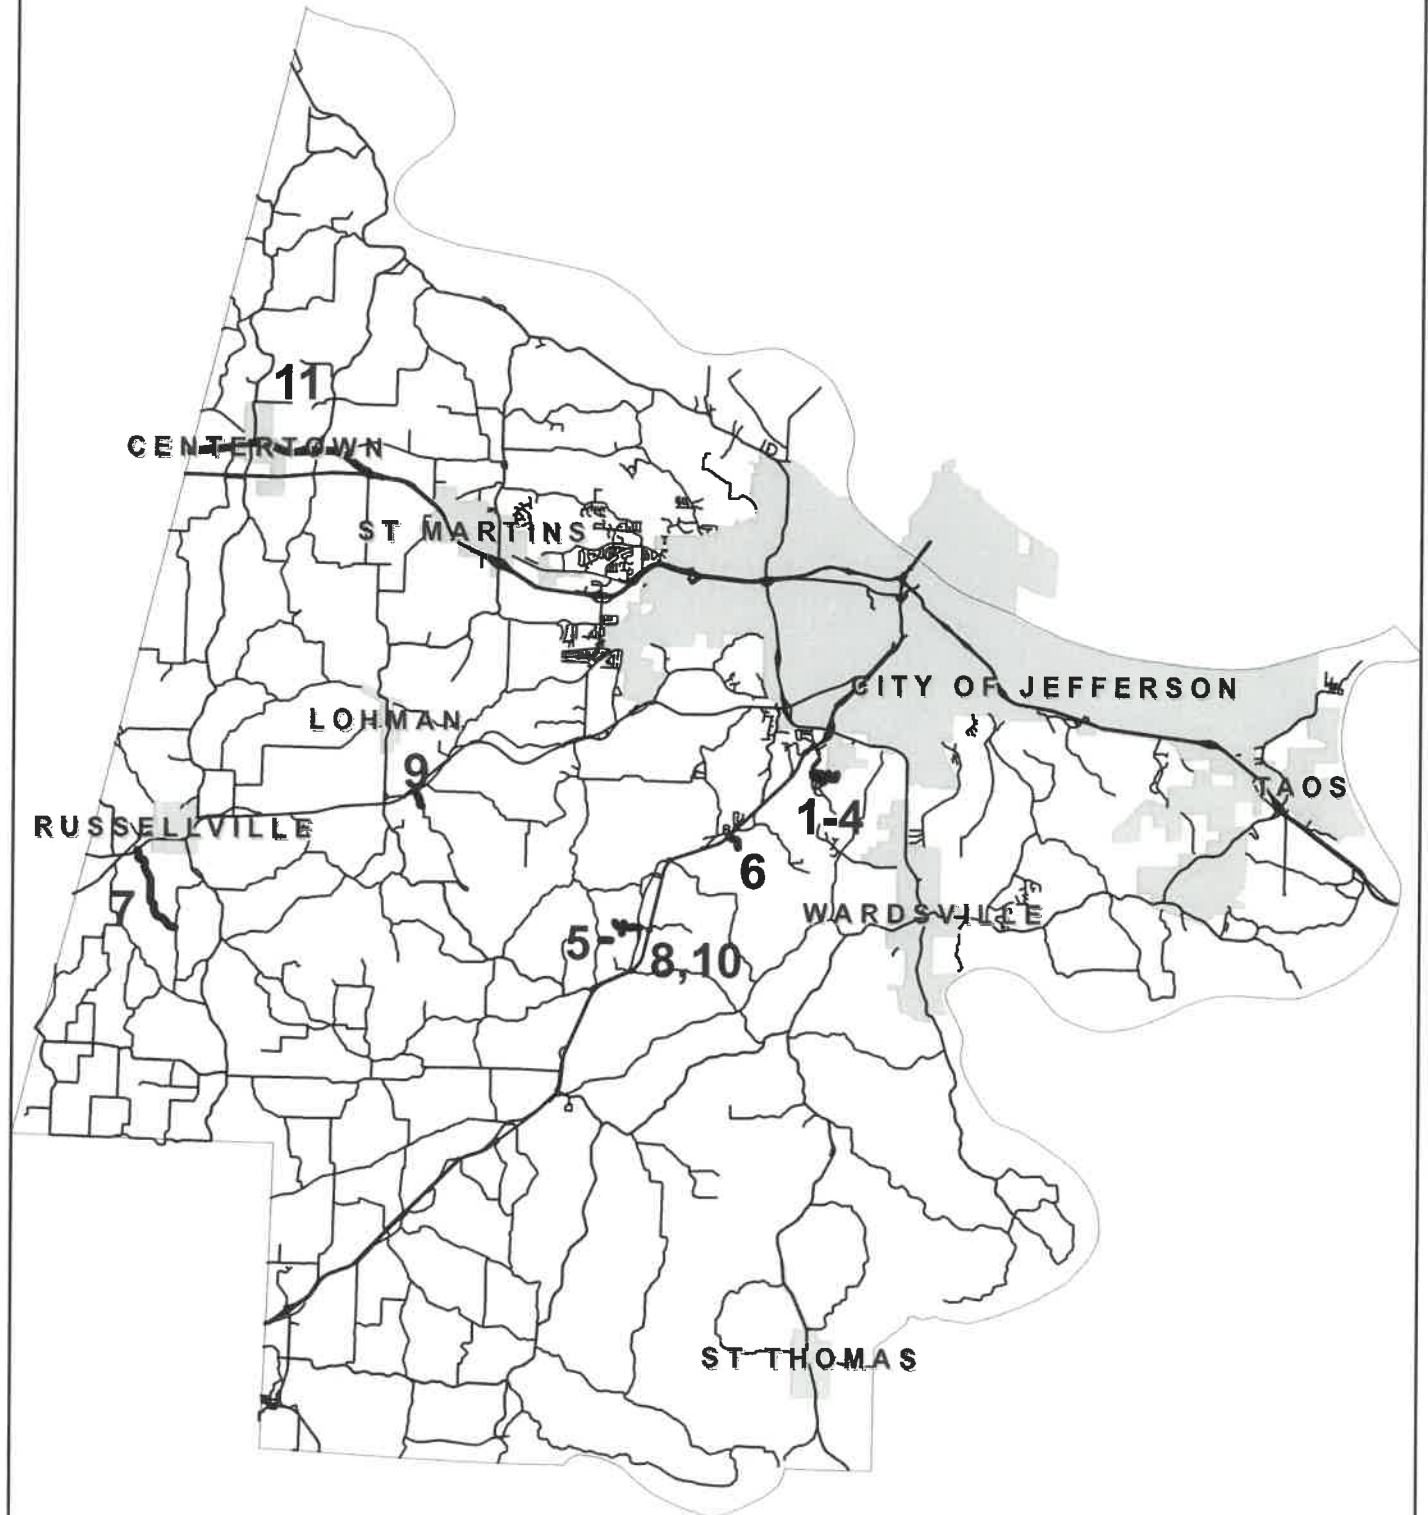 11
CENTERTOWN
ST MARTINS
CITY OF JEFFERSON
LOHMAN
9
TAOS
RUSSELLVILLE
1-4
6
7
WARDSVILLE
5-
8,10
ST THOMAS